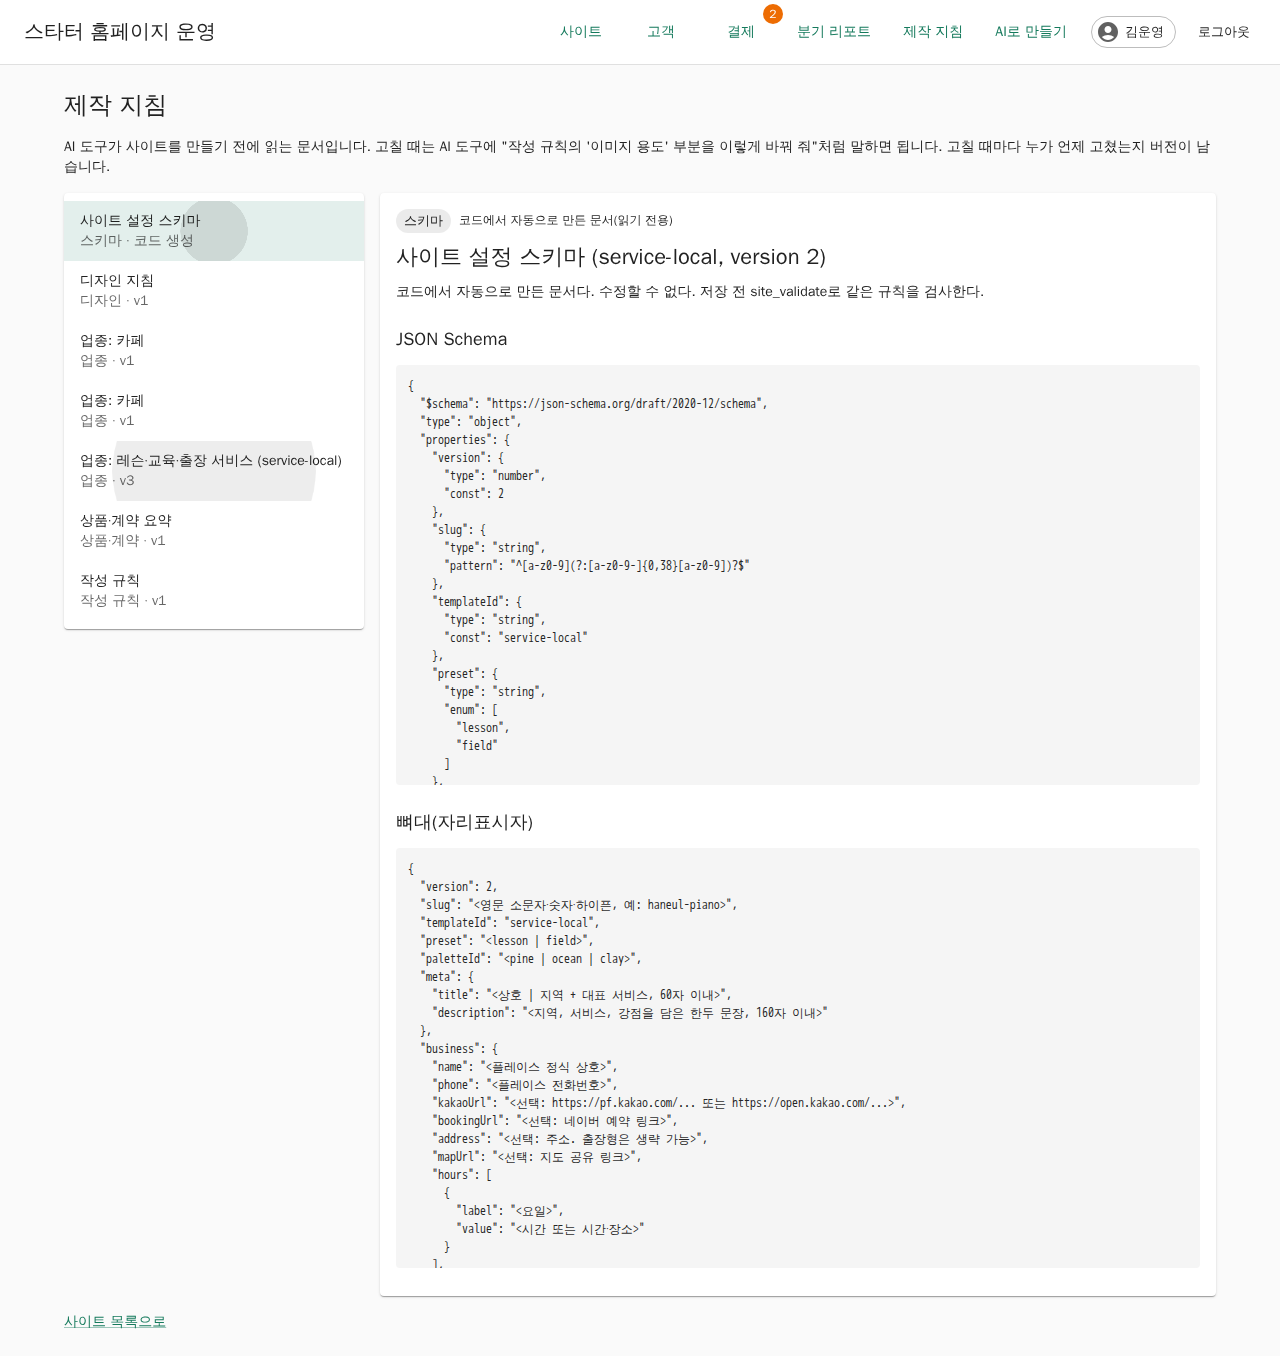 스타터 홈페이지 운영
사이트 고객 결제 2 분기 리포트 제작 지침 AI로 만들기 김운영 로그아웃
제작 지침
AI 도구가 사이트를 만들기 전에 읽는 문서입니다. 고칠 때는 AI 도구에 "작성 규칙의 '이미지 용도' 부분을 이렇게 바꿔 줘"처럼 말하면 됩니다. 고칠 때마다 누가 언제 고쳤는지 버전이 남
습니다.
사이트 설정 스키마
스키마 · 코드 생성
디자인 지침
디자인 · v1
업종: 카페
업종 · v1
업종: 카페
업종 · v1
업종: 레슨·교육·출장 서비스 (service-local)
업종 · v3
상품·계약 요약
상품·계약 · v1
작성 규칙
작성 규칙 · v1
스키마 코드에서 자동으로 만든 문서(읽기 전용)
사이트 설정 스키마 (service-local, version 2)
코드에서 자동으로 만든 문서다. 수정할 수 없다. 저장 전 site_validate로 같은 규칙을 검사한다.
JSON Schema
{
"$schema": "https://json-schema.org/draft/2020-12/schema",
"type": "object",
"properties": {
"version": {
"type": "number",
"const": 2
},
"slug": {
"type": "string",
"pattern": "^[a-z0-9](?:[a-z0-9-]{0,38}[a-z0-9])?$"
},
"templateId": {
"type": "string",
"const": "service-local"
},
"preset": {
"type": "string",
"enum": [
"lesson",
"field"
]
},
뼈대(자리표시자)
{
"version": 2,
"slug": "<영문 소문자·숫자·하이픈, 예: haneul-piano>",
"templateId": "service-local",
"preset": "<lesson | field>",
"paletteId": "<pine | ocean | clay>",
"meta": {
"title": "<상호 | 지역 + 대표 서비스, 60자 이내>",
"description": "<지역, 서비스, 강점을 담은 한두 문장, 160자 이내>"
},
"business": {
"name": "<플레이스 정식 상호>",
"phone": "<플레이스 전화번호>",
"kakaoUrl": "<선택: https://pf.kakao.com/... 또는 https://open.kakao.com/...>",
"bookingUrl": "<선택: 네이버 예약 링크>",
"address": "<선택: 주소. 출장형은 생략 가능>",
"mapUrl": "<선택: 지도 공유 링크>",
"hours": [
{
"label": "<요일>",
"value": "<시간 또는 시간·장소>"
}
],
사이트 목록으로